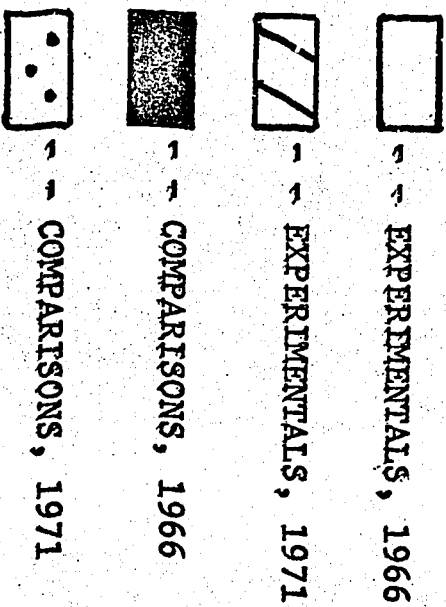 -- EXPERIMENTALS, 1966
-- EXPERIMENTALS, 1971
-- COMPARISONS, 1966
-- COMPARISONS, 1971